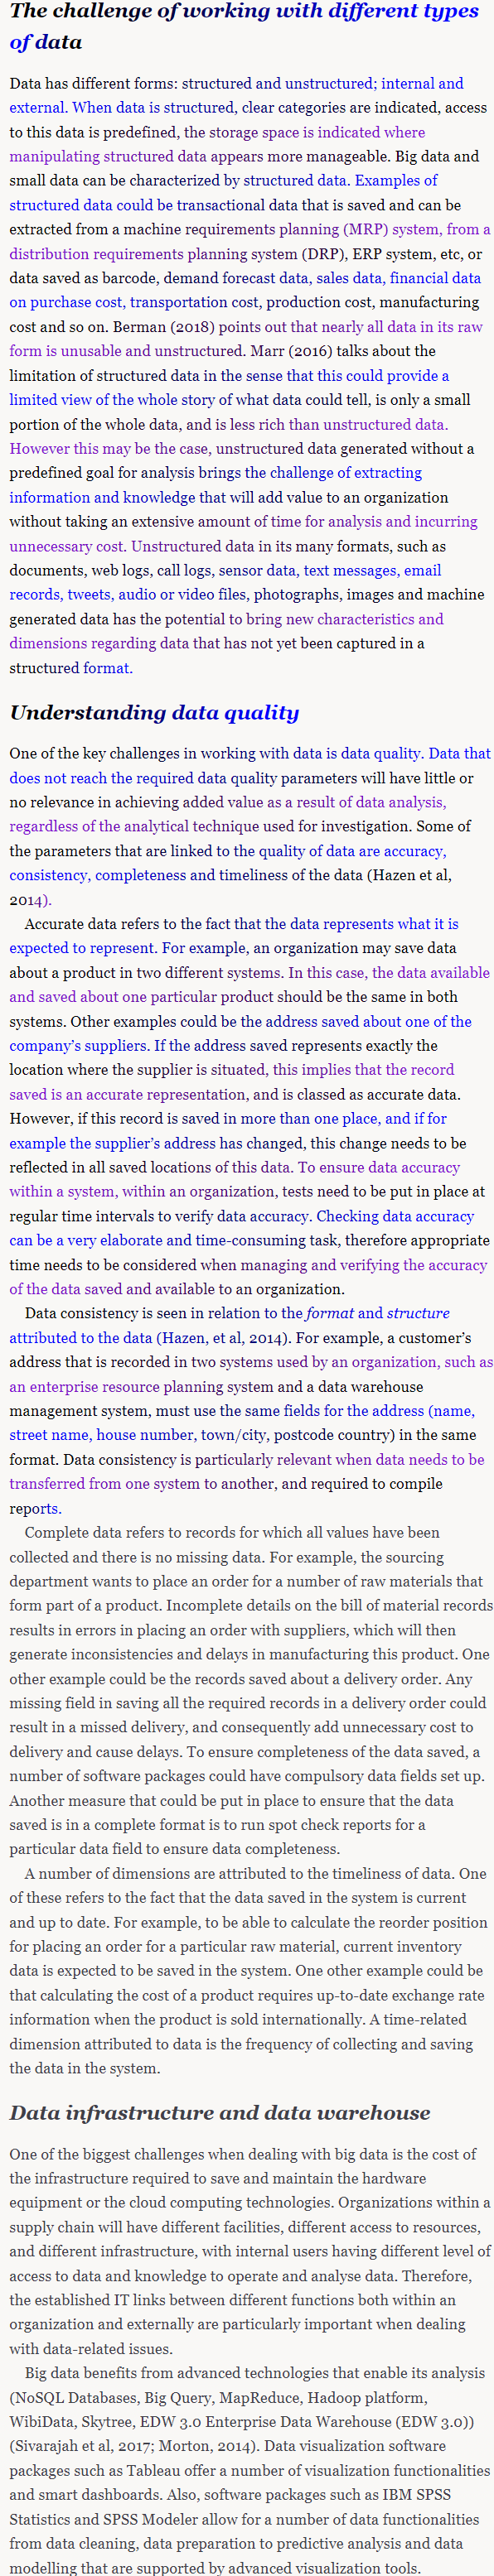 The challenge of working with different types
of data
Data has different forms: structured and unstructured; internal and
external. When data is structured, clear categories are indicated, access
to this data is predefined, the storage space is indicated where
manipulating structured data appears more manageable. Big data and
small data can be characterized by structured data. Examples of
structured data could be transactional data that is saved and can be
extracted from a machine requirements planning (MRP) system, from a
distribution requirements planning system (DRP), ERP system, etc, or
data saved as barcode, demand forecast data, sales data, financial data
on purchase cost, transportation cost, production cost, manufacturing
cost and so on. Berman (2018) points out that nearly all data in its raw
form is unusable and unstructured. Marr (2016) talks about the
limitation of structured data in the sense that this could provide a
limited view of the whole story of what data could tell, is only a small
portion of the whole data, and is less rich than unstructured data.
However this may be the case, unstructured data generated without a
predefined goal for analysis brings the challenge of extracting
information and knowledge that will add value to an organization
without taking an extensive amount of time for analysis and incurring
unnecessary cost. Unstructured data in its many formats, such as
documents, web logs, call logs, sensor data, text messages, email
records, tweets, audio or video files, photographs, images and machine
generated data has the potential to bring new characteristics and
dimensions regarding data that has not yet been captured in a
structured format.
Understanding data quality
One of the key challenges in working with data is data quality. Data that
does not reach the required data quality parameters will have little or
no relevance in achieving added value as a result of data analysis,
regardless of the analytical technique used for investigation. Some of
the parameters that are linked to the quality of data are accuracy,
consistency, completeness and timeliness of the data (Hazen et al,
2014).
Accurate data refers to the fact that the data represents what it is
expected to represent. For example, an organization may save data
about a product in two different systems. In this case, the data available
and saved about one particular product should be the same in both
systems. Other examples could be the address saved about one of the
company's suppliers. If the address saved represents exactly the
location where the supplier is situated, this implies that the record
saved is an accurate representation, and is classed as accurate data.
However, if this record is saved in more than one place, and if for
example the supplier's address has changed, this change needs to be
reflected in all saved locations of this data. To ensure data accuracy
within a system, within an organization, tests need to be put in place at
regular time intervals to verify data accuracy. Checking data accuracy
can be a very elaborate and time-consuming task, therefore appropriate
time needs to be considered when managing and verifying the accuracy
of the data saved and available to an organization.
Data consistency is seen in relation to the format and structure
attributed to the data (Hazen, et al, 2014). For example, a customer's
address that is recorded in two systems used by an organization, such as
an enterprise resource planning system and a data warehouse
management system, must use the same fields for the address (name,
street name, house number, town/city, postcode country) in the same
format. Data consistency is particularly relevant when data needs to be
transferred from one system to another, and required to compile
reports.
Complete data refers to records for which all values have been
collected and there is no missing data. For example, the sourcing
department wants to place an order for a number of raw materials that
form part of a product. Incomplete details on the bill of material records
results in errors in placing an order with suppliers, which will then
generate inconsistencies and delays in manufacturing this product. One
other example could be the records saved about a delivery order. Any
missing field in saving all the required records in a delivery order could
result in a missed delivery, and consequently add unnecessary cost to
delivery and cause delays. To ensure completeness of the data saved, a
number of software packages could have compulsory data fields set up.
Another measure that could be put in place to ensure that the data
saved is in a complete format is to run spot check reports for a
particular data field to ensure data completeness.
A number of dimensions are attributed to the timeliness of data. One
of these refers to the fact that the data saved in the system is current
and up to date. For example, to be able to calculate the reorder position
for placing an order for a particular raw material, current inventory
data is expected to be saved in the system. One other example could be
that calculating the cost of a product requires up-to-date exchange rate
information when the product is sold internationally. A time-related
dimension attributed to data is the frequency of collecting and saving
the data in the system.
Data infrastructure and data warehouse
One of the biggest challenges when dealing with big data is the cost of
the infrastructure required to save and maintain the hardware
equipment or the cloud computing technologies. Organizations within a
supply chain will have different facilities, different access to resources,
and different infrastructure, with internal users having different level of
access to data and knowledge to operate and analyse data. Therefore,
the established IT links between different functions both within an
organization and externally are particularly important when dealing
with data-related issues.
Big data benefits from advanced technologies that enable its analysis
(NoSQL Databases, Big Query, MapReduce, Hadoop platform,
WibiData, Skytree, EDW 3.0 Enterprise Data Warehouse (EDW 3.0))
(Sivarajah et al, 2017; Morton, 2014). Data visualization software
packages such as Tableau offer a number of visualization functionalities
and smart dashboards. Also, software packages such as IBM SPSS
Statistics and SPSS Modeler allow for a number of data functionalities
from data cleaning, data preparation to predictive analysis and data
modelling that are supported by advanced visualization tools.